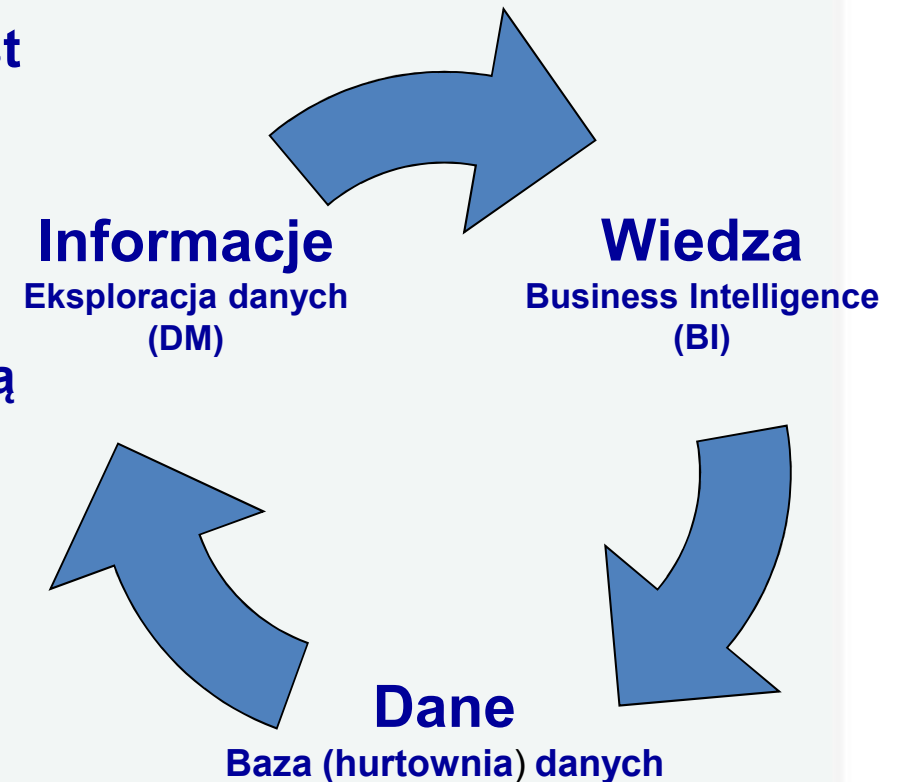 Informacje
Eksploracja danych
(DM)
Wiedza
Business Intelligence
(BI)
Dane
Baza (hurtownia) danych